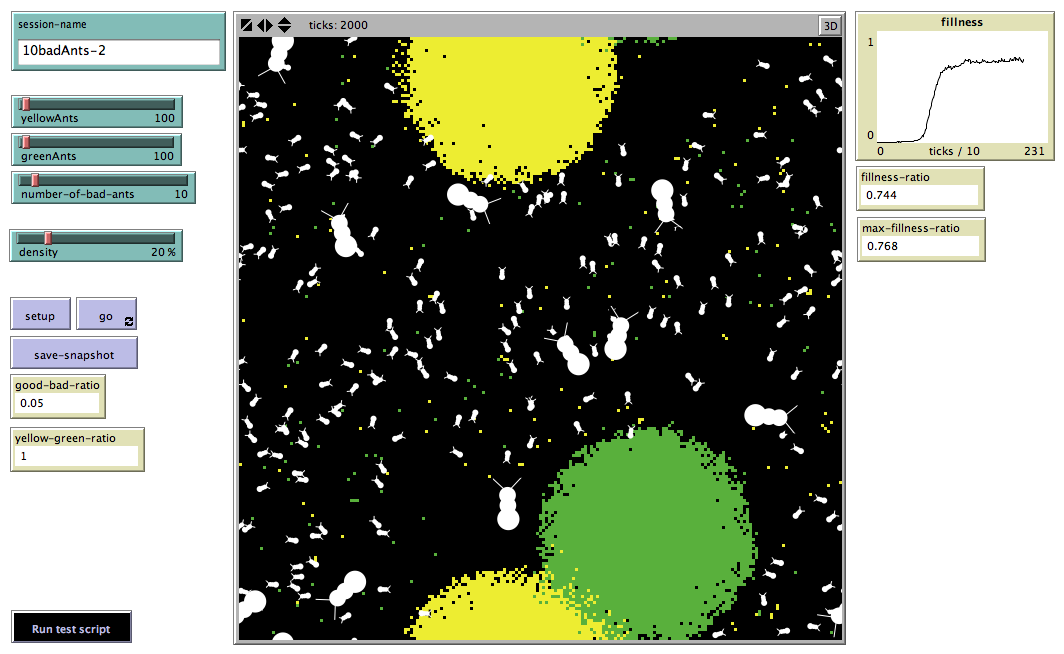 session-name
10badAnts-2
yellowAnts 100
greenAnts 100
number-of-bad-ants 10
density 20 %
setup
go
save-snapshot
good-bad-ratio
0.05
yellow-green-ratio
1
Run test script
ticks: 2000
3D
fillness
1
0
0 ticks / 10 231
fillness-ratio
0.744
max-fillness-ratio
0.768